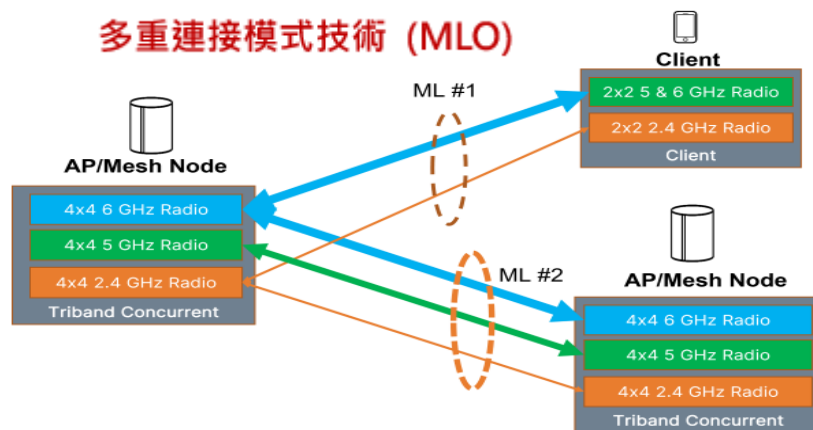 多重連接模式技術 (MLO)
Client
ML #1
2x2 5 & 6 GHz Radio
2x2 2.4 GHz Radio
Client
AP/Mesh Node
4x4 6 GHz Radio
4x4 5 GHz Radio
4x4 2.4 GHz Radio
Triband Concurrent
ML #2
AP/Mesh Node
4x4 6 GHz Radio
4x4 5 GHz Radio
4x4 2.4 GHz Radio
Triband Concurrent